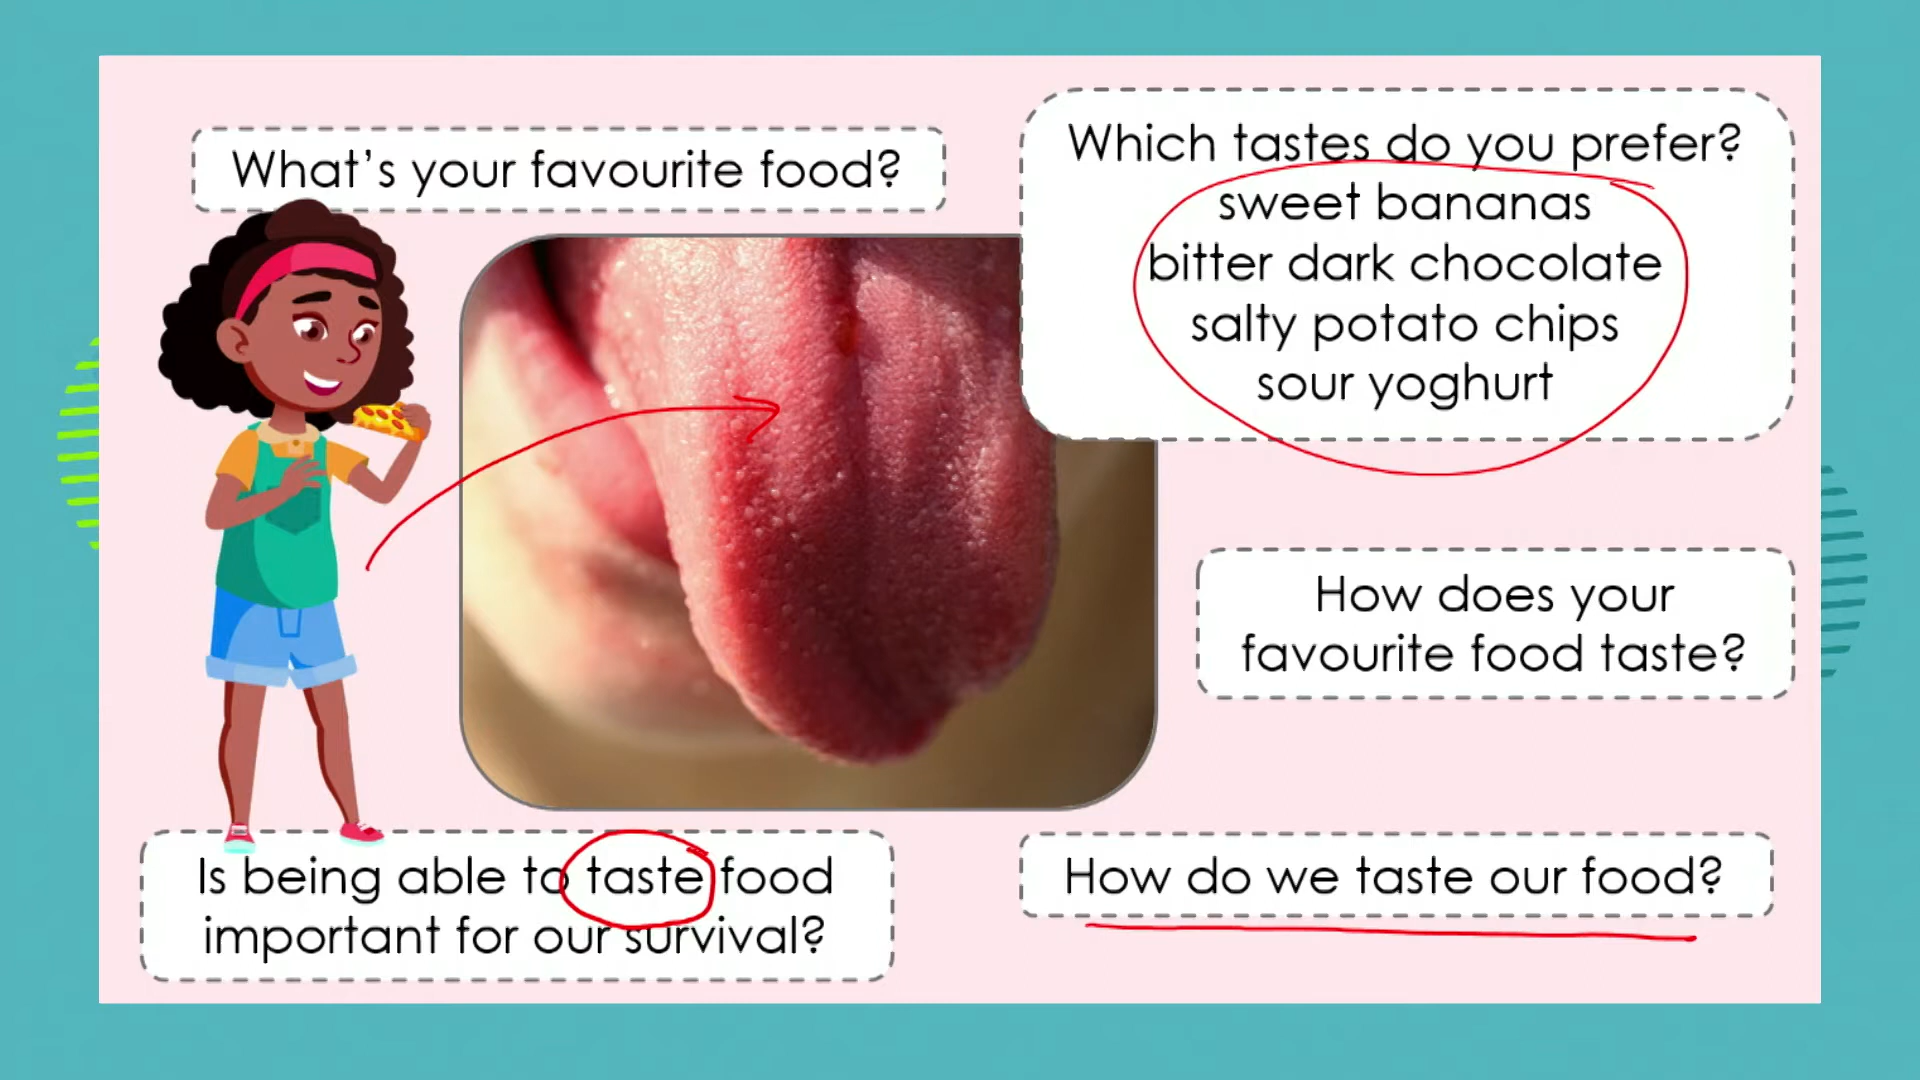 What's your favourite food?
Which tastes do you prefer?
sweet bananas
bitter dark chocolate
salty potato chips
sour yoghurt
How does your
favourite food taste?
Is being able to taste food
important for our survival?
How do we taste our food?